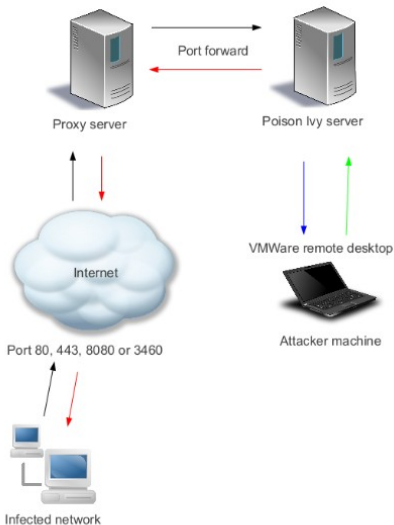 Port forward
Proxy server
Poison Ivy server
Internet
VMWare remote desktop
Attacker machine
Port 80, 443, 8080 or 3460
Infected network